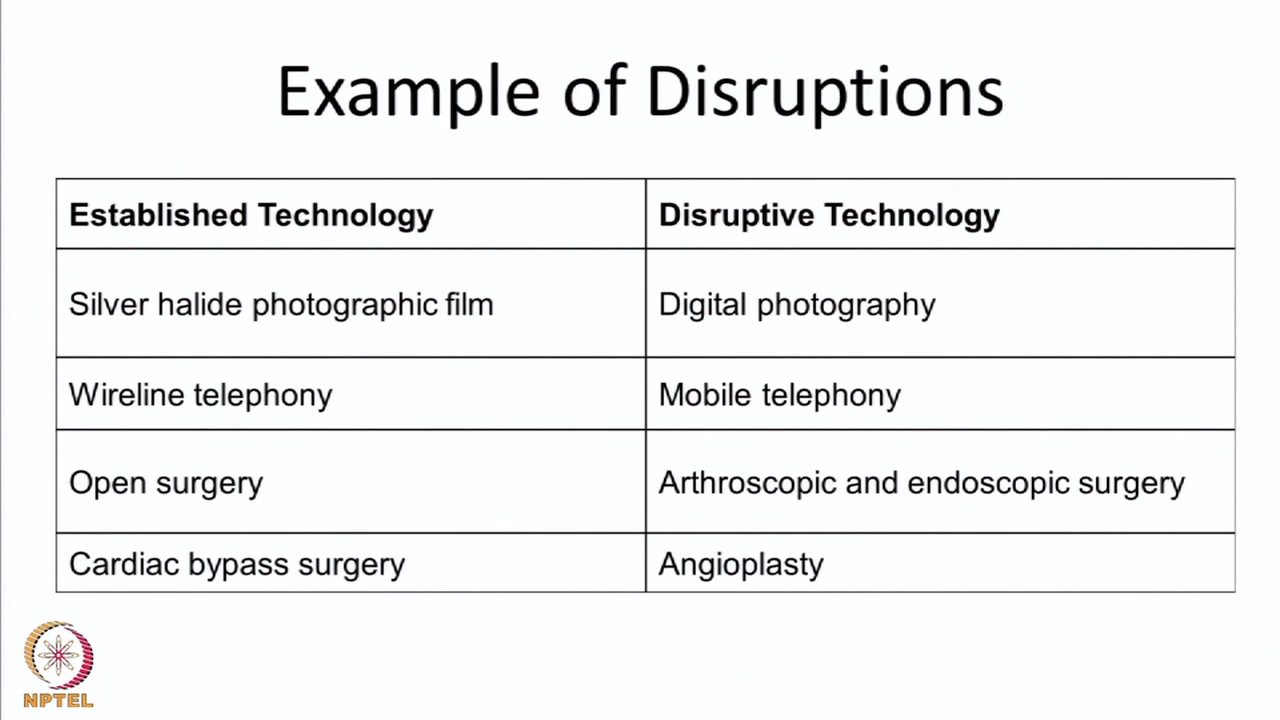 Example of Disruptions
Established Technology
Disruptive Technology
Silver halide photographic film
Digital photography
Wireline telephony
Mobile telephony
Open surgery
Arthroscopic and endoscopic surgery
Cardiac bypass surgery
Angioplasty
NPTEL